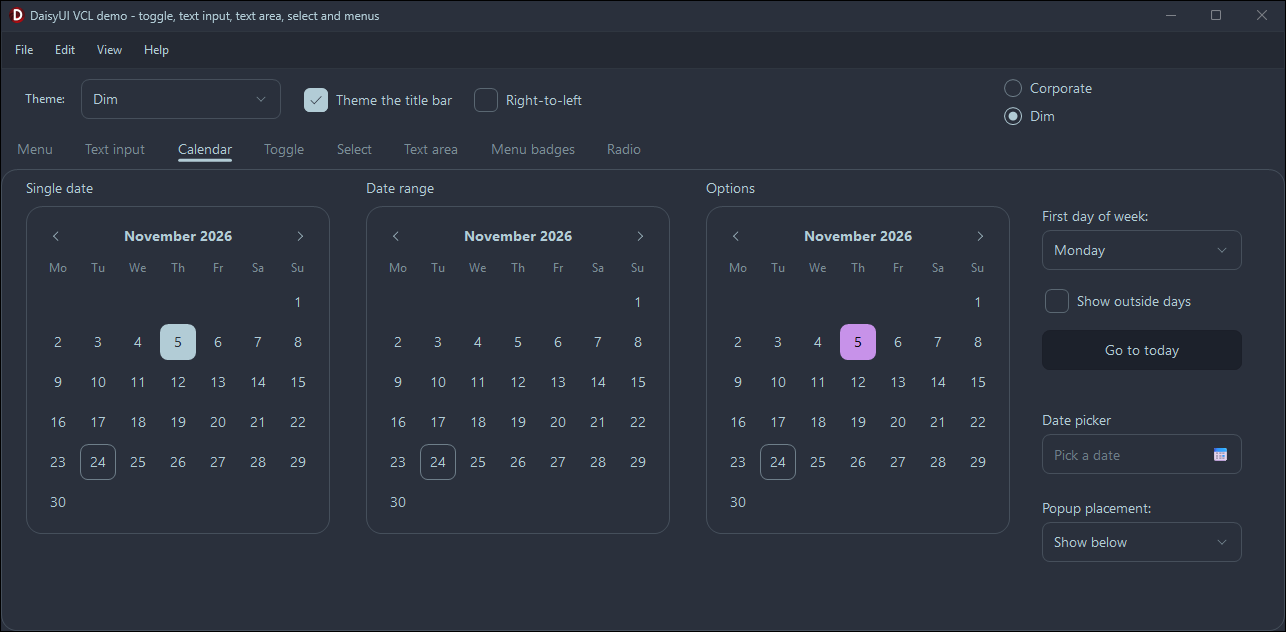 D DaisyUI VCL demo - toggle, text input, text area, select and menus
File Edit View Help
Theme: Dim Theme the title bar Right-to-left
Corporate
Dim
Menu Text input Calendar Toggle Select Text area Menu badges Radio
Single date
November 2026
Mo Tu We Th Fr Sa Su
1
2 3 4 5 6 7 8
9 10 11 12 13 14 15
16 17 18 19 20 21 22
23 24 25 26 27 28 29
30
Date range
November 2026
Mo Tu We Th Fr Sa Su
1
2 3 4 5 6 7 8
9 10 11 12 13 14 15
16 17 18 19 20 21 22
23 24 25 26 27 28 29
30
Options
November 2026
Mo Tu We Th Fr Sa Su
1
2 3 4 5 6 7 8
9 10 11 12 13 14 15
16 17 18 19 20 21 22
23 24 25 26 27 28 29
30
First day of week:
Monday
Show outside days
Go to today
Date picker
Pick a date
Popup placement:
Show below